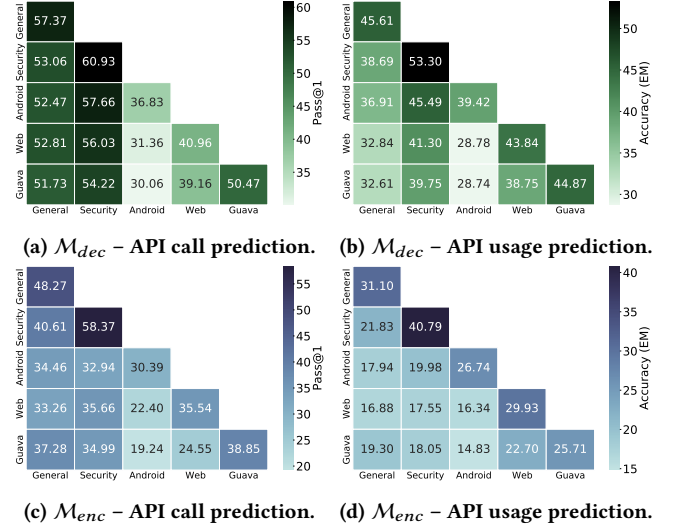 General 57.37
Security 53.06 60.93
Android 52.47 57.66 36.83
Web 52.81 56.03 31.36 40.96
Guava 51.73 54.22 30.06 39.16 50.47
General Security Android Web Guava
60
55
50
45
40
35
Pass@1
(a) M_dec – API call prediction.
General 45.61
Security 38.69 53.30
Android 36.91 45.49 39.42
Web 32.84 41.30 28.78 43.84
Guava 32.61 39.75 28.74 38.75 44.87
General Security Android Web Guava
50
45
40
35
30
Accuracy (EM)
(b) M_dec – API usage prediction.
General 48.27
Security 40.61 58.37
Android 34.46 32.94 30.39
Web 33.26 35.66 22.40 35.54
Guava 37.28 34.99 19.24 24.55 38.85
General Security Android Web Guava
55
50
45
40
35
30
25
20
Pass@1
(c) M_enc – API call prediction.
General 31.10
Security 21.83 40.79
Android 17.94 19.98 26.74
Web 16.88 17.55 16.34 29.93
Guava 19.30 18.05 14.83 22.70 25.71
General Security Android Web Guava
40
35
30
25
20
15
Accuracy (EM)
(d) M_enc – API usage prediction.